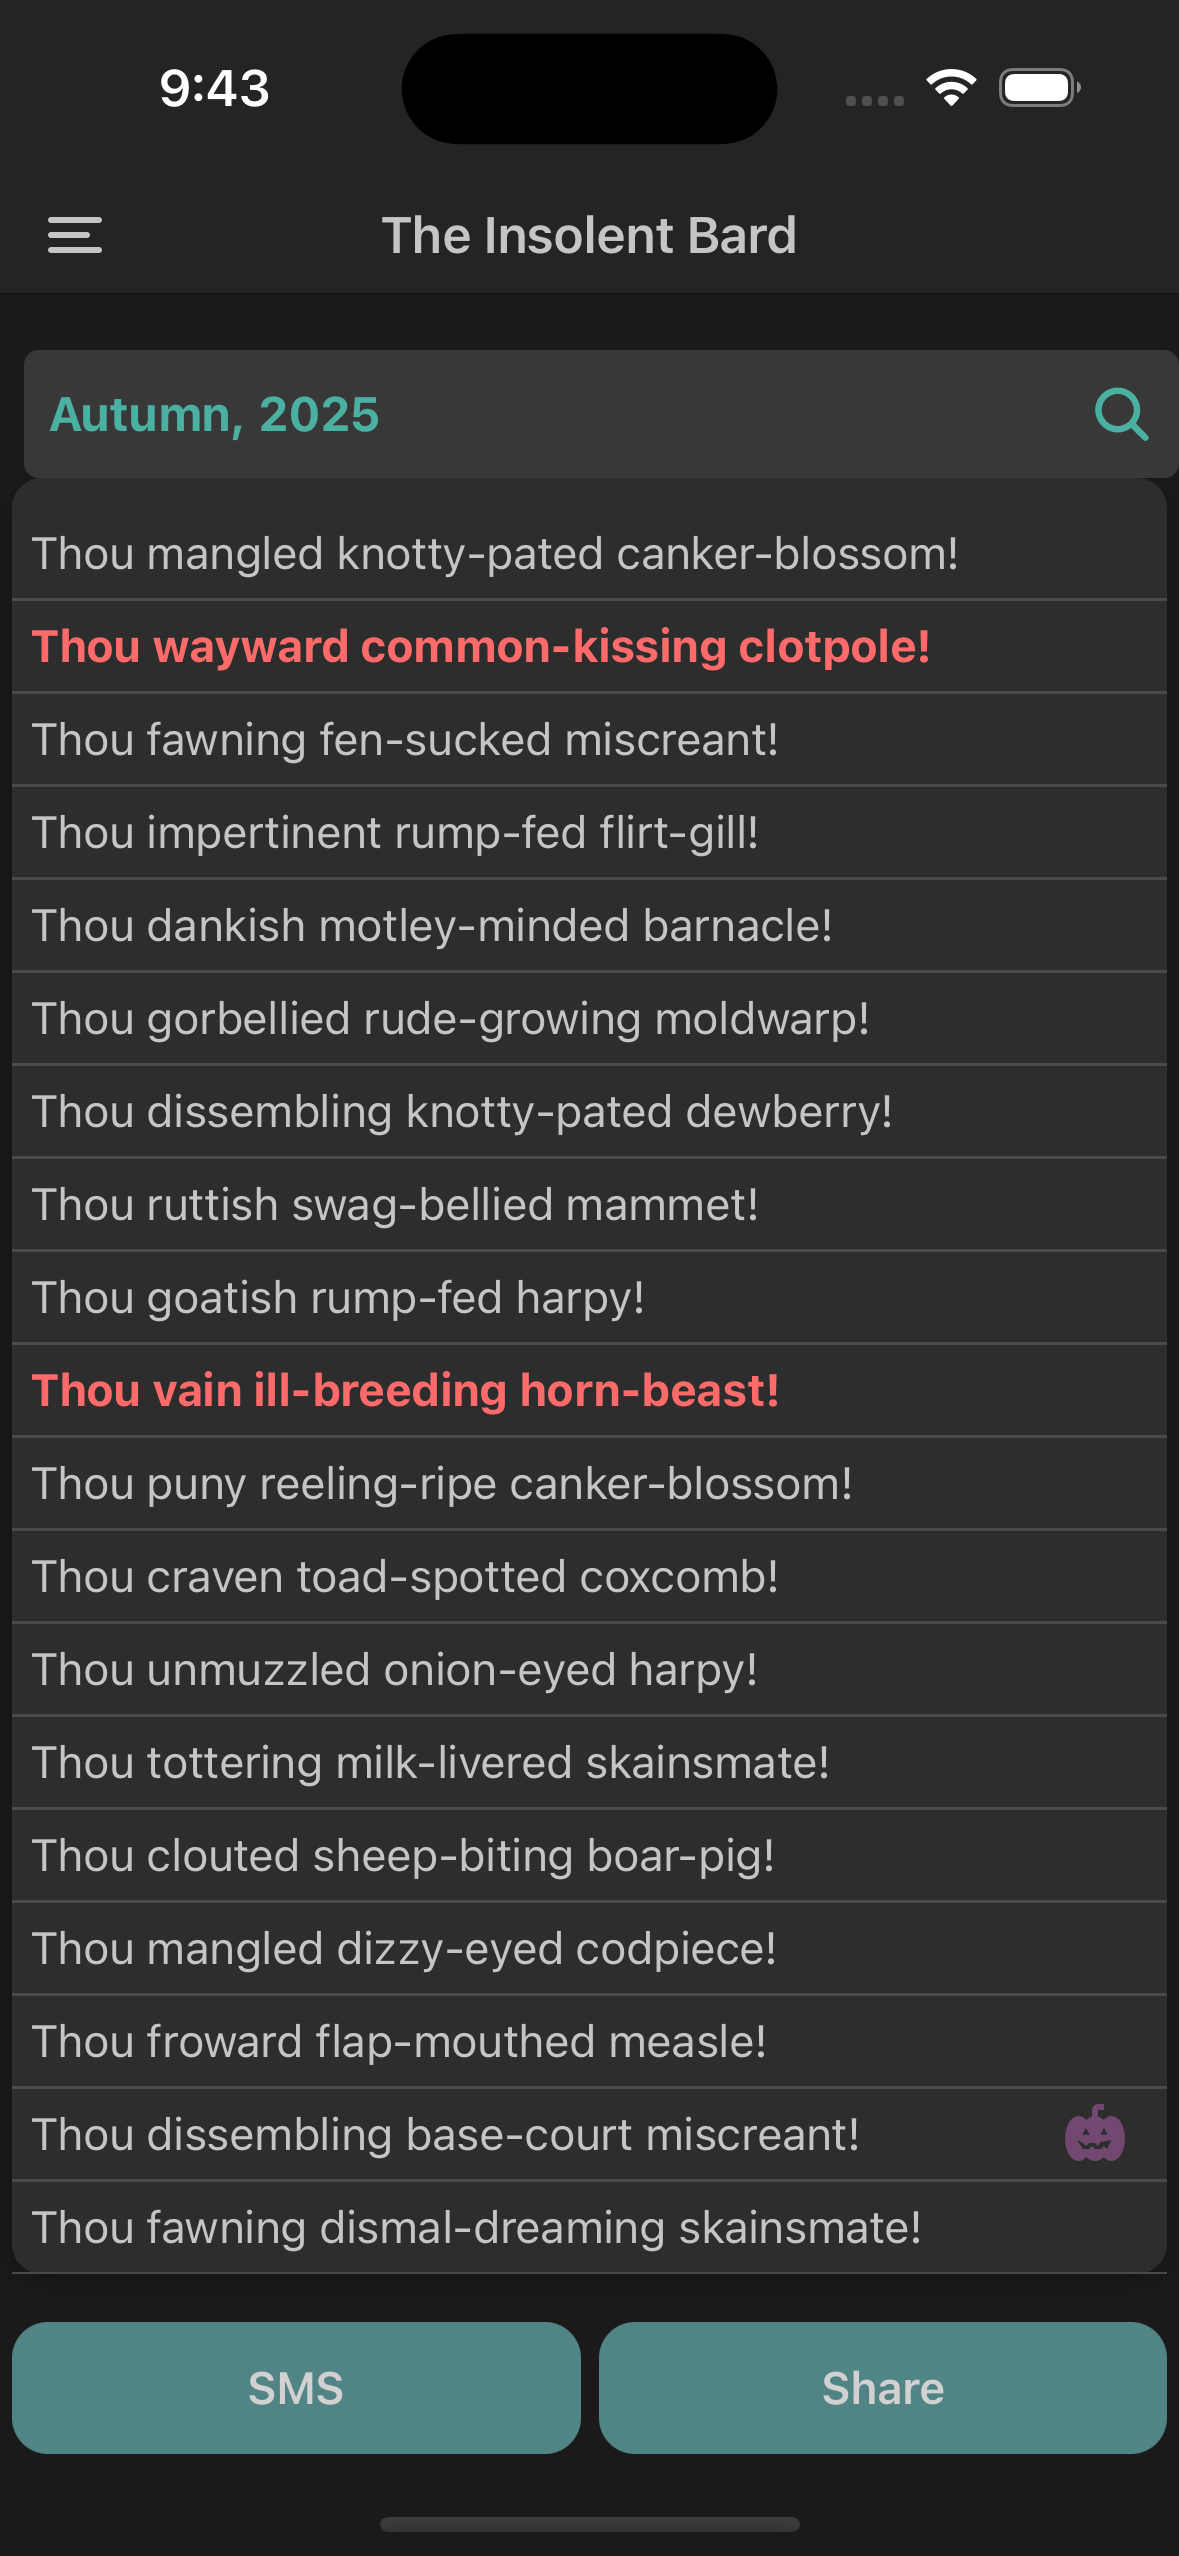 9:43
The Insolent Bard
Autumn, 2025
Thou mangled knotty-pated canker-blossom!
Thou wayward common-kissing clotpole!
Thou fawning fen-sucked miscreant!
Thou impertinent rump-fed flirt-gill!
Thou dankish motley-minded barnacle!
Thou gorbellied rude-growing moldwarp!
Thou dissembling knotty-pated dewberry!
Thou ruttish swag-bellied mammet!
Thou goatish rump-fed harpy!
Thou vain ill-breeding horn-beast!
Thou puny reeling-ripe canker-blossom!
Thou craven toad-spotted coxcomb!
Thou unmuzzled onion-eyed harpy!
Thou tottering milk-livered skainsmate!
Thou clouted sheep-biting boar-pig!
Thou mangled dizzy-eyed codpiece!
Thou froward flap-mouthed measle!
Thou dissembling base-court miscreant!
Thou fawning dismal-dreaming skainsmate!
SMS Share